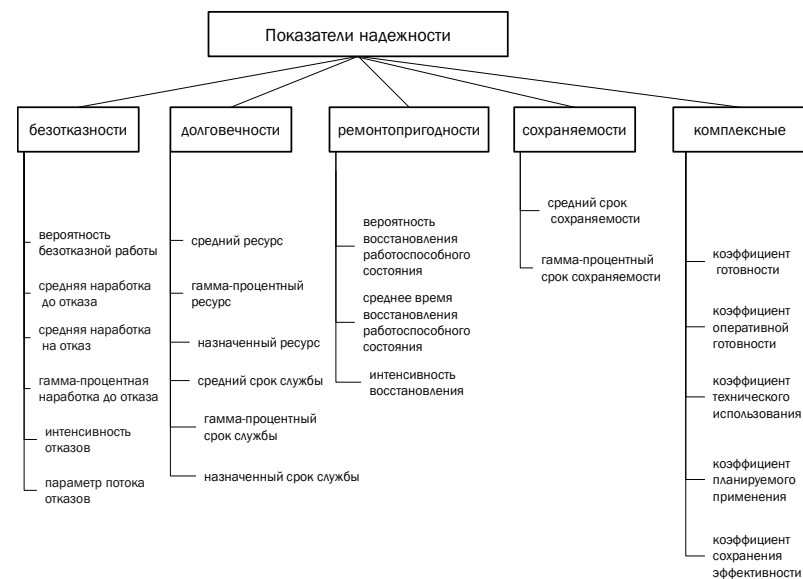 Показатели надежности
безотказности
долговечности
ремонтопригодности
сохраняемости
комплексные
вероятность
безотказной работы
средняя наработка
до отказа
средняя наработка
на отказ
гамма-процентная
наработка до отказа
интенсивность
отказов
параметр потока
отказов
средний ресурс
гамма-процентный
ресурс
назначенный ресурс
средний срок службы
гамма-процентный
срок службы
назначенный срок службы
вероятность
восстановления
работоспособного
состояния
среднее время
восстановления
работоспособного
состояния
интенсивность
восстановления
средний срок
сохраняемости
гамма-процентный
срок сохраняемости
коэффициент
готовности
коэффициент
оперативной
готовности
коэффициент
технического
использования
коэффициент
планируемого
применения
коэффициент
сохранения
эффективности